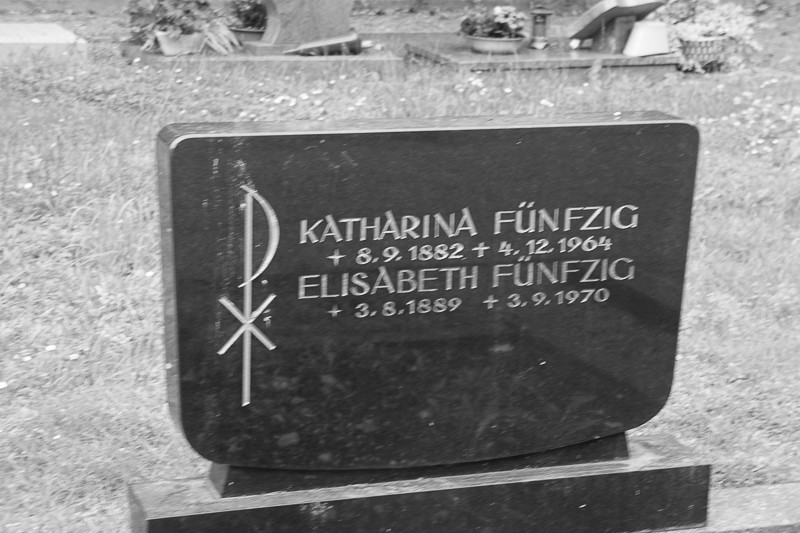 KATHARINA FÜNFZIG
+ 8.9.1882 + 4.12.1964
ELISABETH FÜNFZIG
+ 3.8.1889 + 3.9.1970